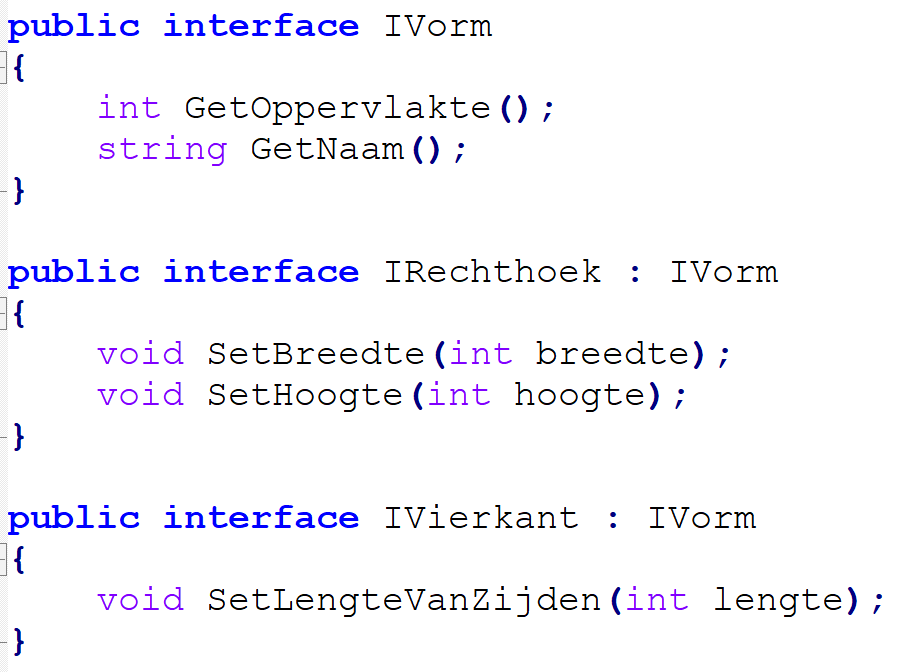 public interface IVorm
{
    int GetOppervlakte();
    string GetNaam();
}

public interface IRechthoek : IVorm
{
    void SetBreedte(int breedte);
    void SetHoogte(int hoogte);
}

public interface IVierkant : IVorm
{
    void SetLengteVanZijden(int lengte);
}